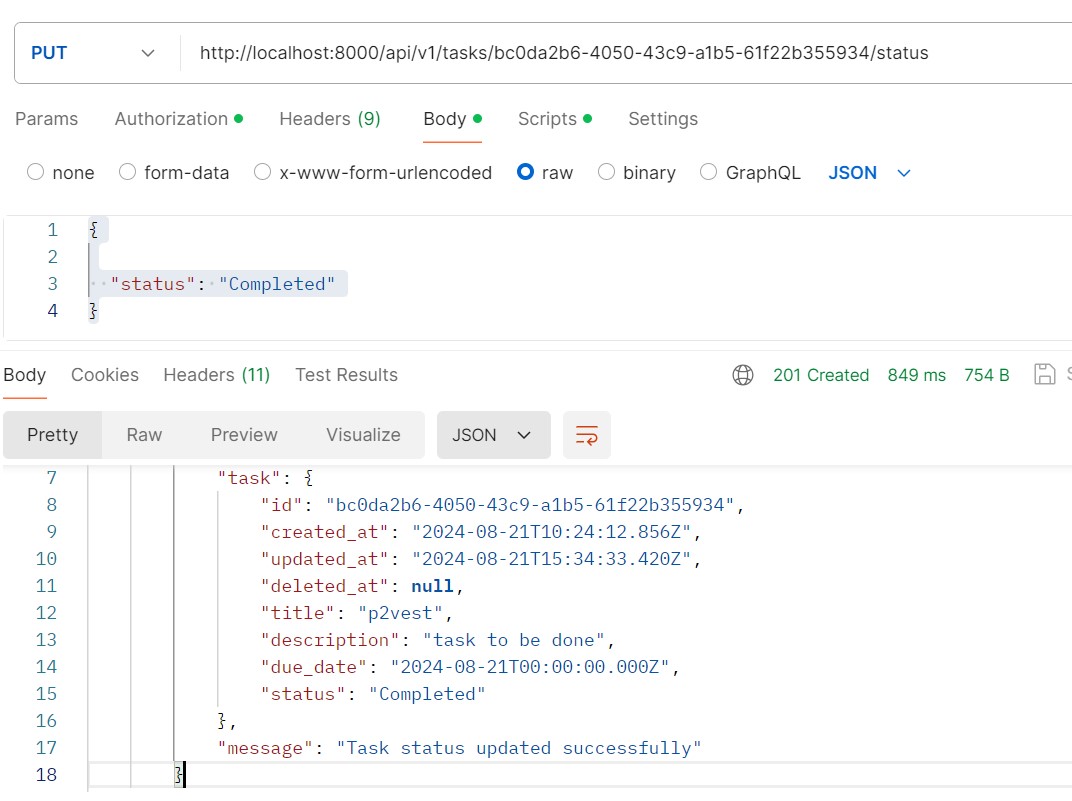 PUT http://localhost:8000/api/v1/tasks/bc0da2b6-4050-43c9-a1b5-61f22b355934/status
Params Authorization Headers (9) Body Scripts Settings
none form-data x-www-form-urlencoded raw binary GraphQL JSON
1 {
2
3 "status": "Completed"
4 }
Body Cookies Headers (11) Test Results 201 Created 849 ms 754 B S
Pretty Raw Preview Visualize JSON
7 "task": {
8 "id": "bc0da2b6-4050-43c9-a1b5-61f22b355934",
9 "created_at": "2024-08-21T10:24:12.856Z",
10 "updated_at": "2024-08-21T15:34:33.420Z",
11 "deleted_at": null,
12 "title": "p2vest",
13 "description": "task to be done",
14 "due_date": "2024-08-21T00:00:00.000Z",
15 "status": "Completed"
16 },
17 "message": "Task status updated successfully"
18 }